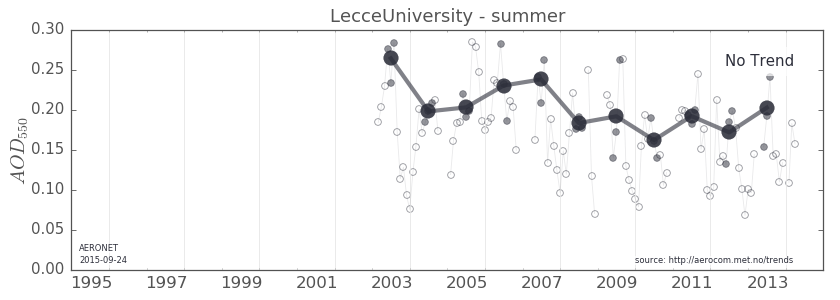 LecceUniversity - summer
0.30
0.25
0.20
0.15
0.10
0.05
0.00
AOD550
No Trend
AERONET
2015-09-24
source: http://aerocom.met.no/trends
1995 1997 1999 2001 2003 2005 2007 2009 2011 2013